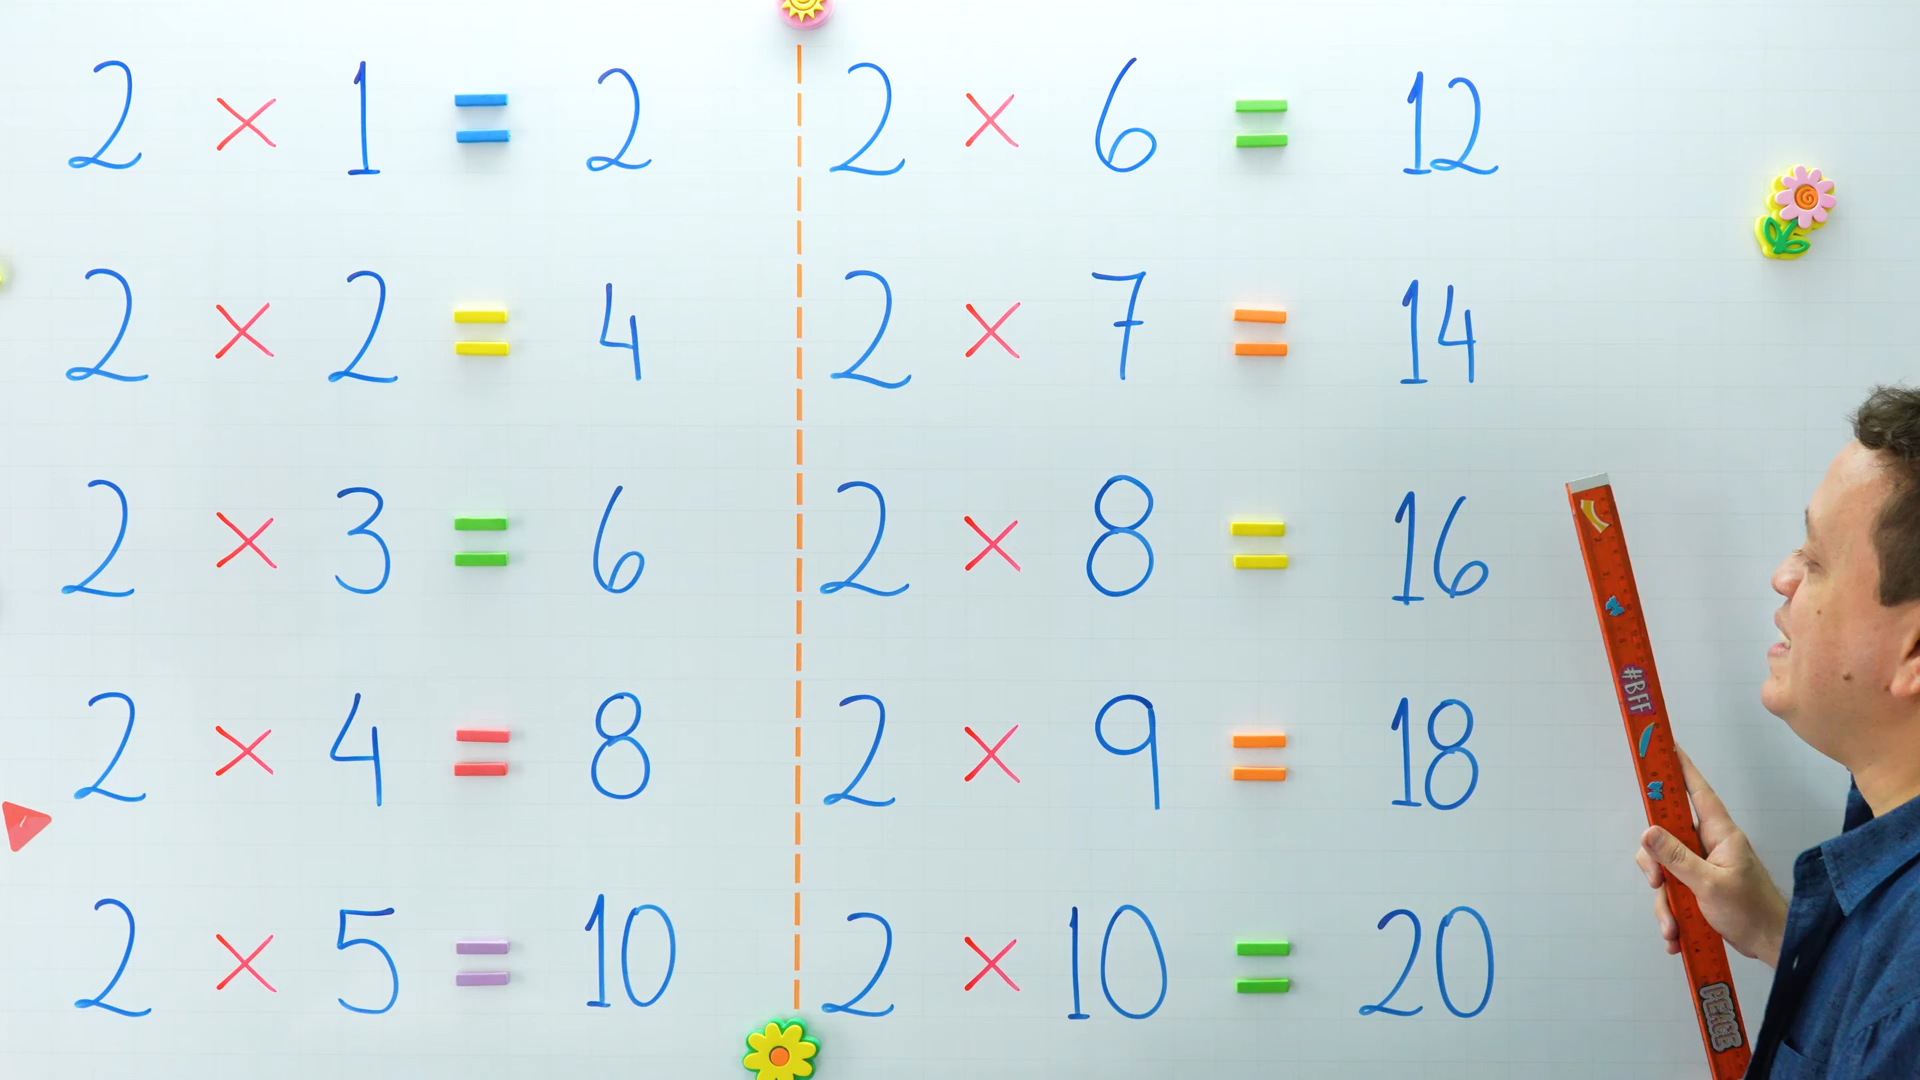 2 × 1 = 2
2 × 2 = 4
2 × 3 = 6
2 × 4 = 8
2 × 5 = 10
2 × 6 = 12
2 × 7 = 14
2 × 8 = 16
2 × 9 = 18
2 × 10 = 20
#BFF
PEACE